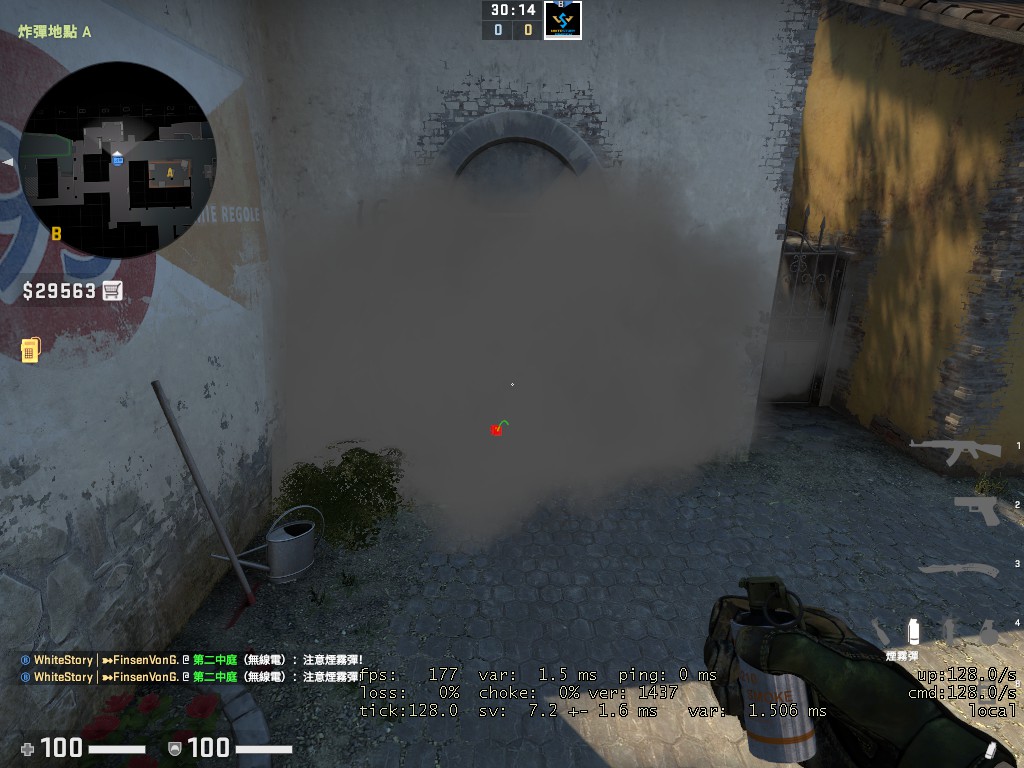 30:14
炸彈地點 A
0 0
B
A
ITE REGOLE
B
$29563
1
2
3
4
煙霧彈
Ⓑ WhiteStory | ➳FinsenVonG. @ 第二中庭 (無線電) : 注意煙霧彈!
Ⓑ WhiteStory | ➳FinsenVonG. @ 第二中庭 (無線電) : 注意煙霧彈
fps: 177 var: 1.5 ms ping: 0 ms
loss: 0% choke: 0% ver: 1437
tick:128.0 sv: 7.2 +- 1.6 ms var: 1.506 ms
up:128.0/s
cmd:128.0/s
local
100 100